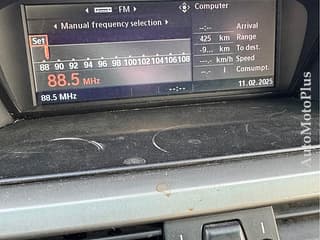 FM
Computer
Manual frequency selection
--:-- Arrival
Set
425 km Range
-9... km To dest.
--.- km/h Speed
--.- l Consumpt.
88 90 92 94 96 98 100 102 104 106 108
88.5 MHz
88.5 MHz
--:--
11.02.2025
AutoMotoPlus